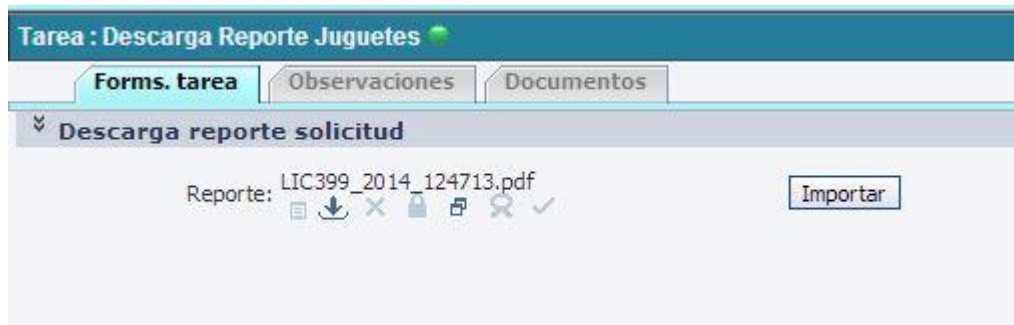 Tarea : Descarga Reporte Juguetes
Forms. tarea Observaciones Documentos
Descarga reporte solicitud
Reporte: LIC399_2014_124713.pdf Importar